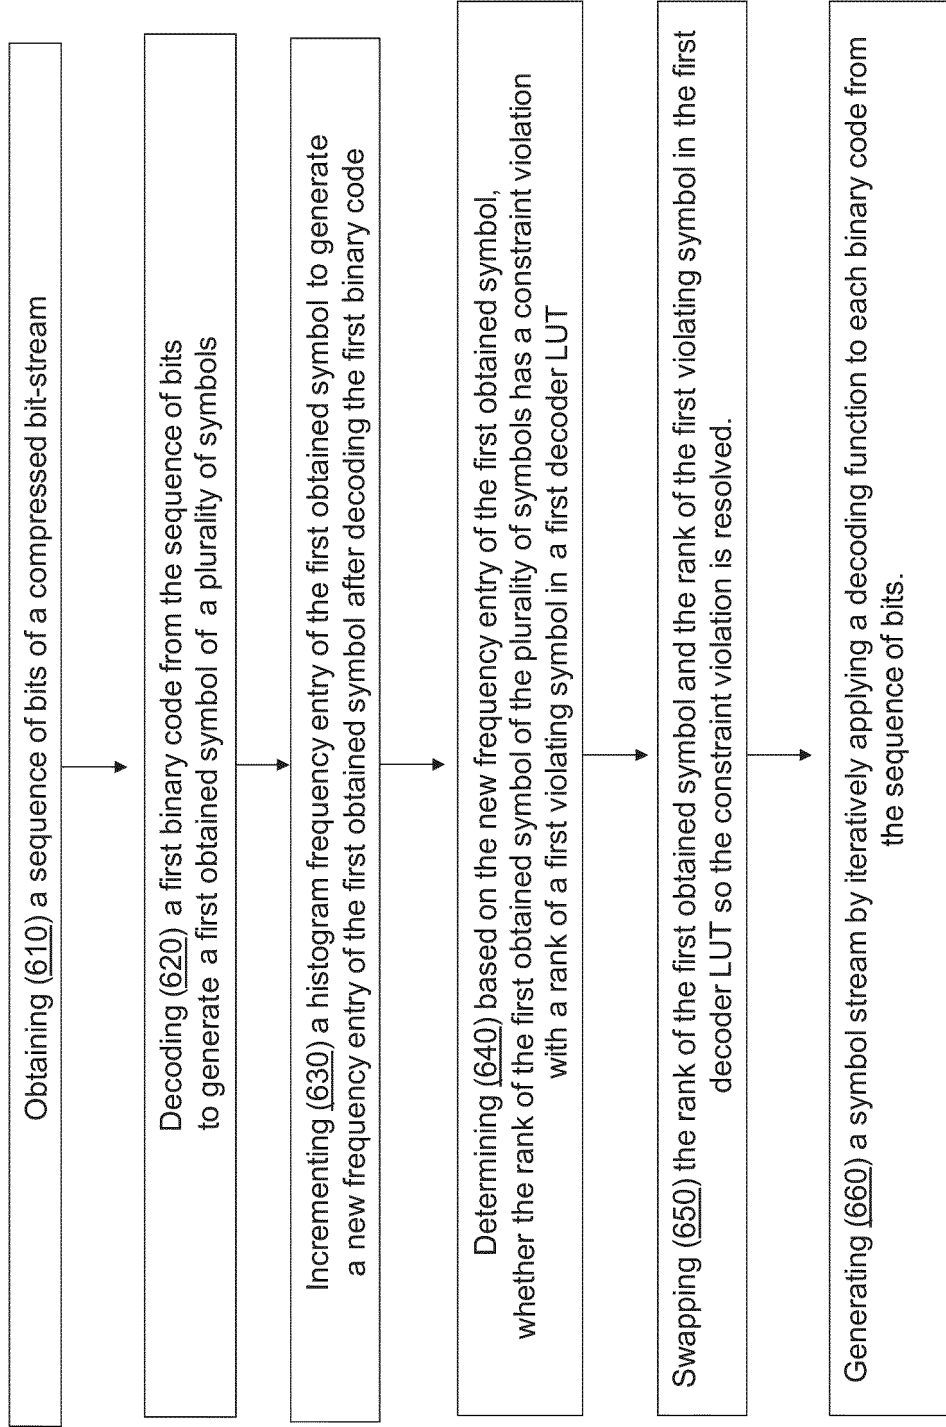 Obtaining (610) a sequence of bits of a compressed bit-stream
Decoding (620) a first binary code from the sequence of bits
to generate a first obtained symbol of a plurality of symbols
Incrementing (630) a histogram frequency entry of the first obtained symbol to generate
a new frequency entry of the first obtained symbol after decoding the first binary code
Determining (640) based on the new frequency entry of the first obtained symbol,
whether the rank of the first obtained symbol of the plurality of symbols has a constraint violation
with a rank of a first violating symbol in a first decoder LUT
Swapping (650) the rank of the first obtained symbol and the rank of the first violating symbol in the first
decoder LUT so the constraint violation is resolved.
Generating (660) a symbol stream by iteratively applying a decoding function to each binary code from
the sequence of bits.